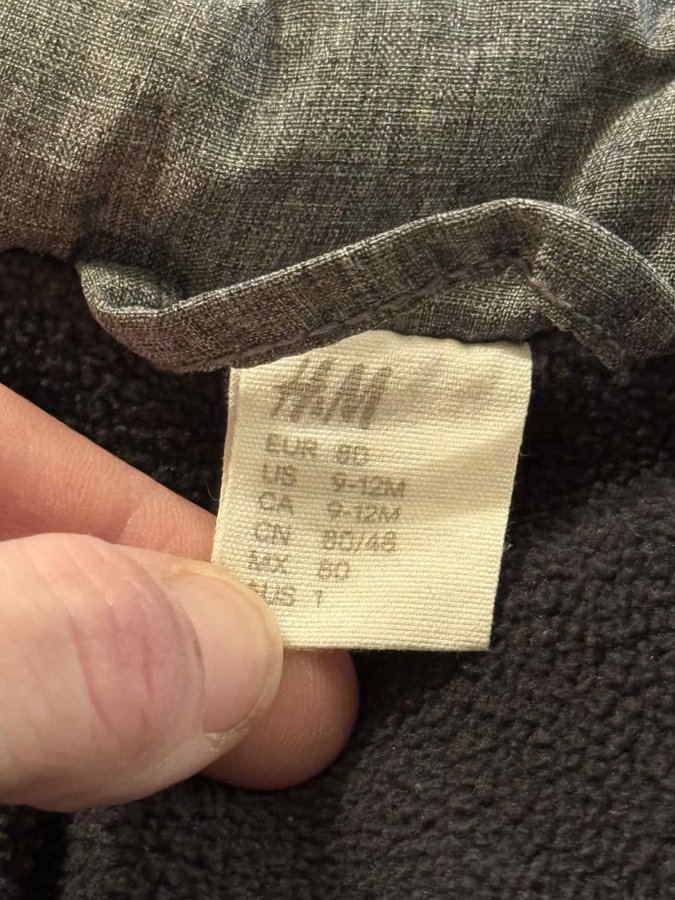 H&M
EUR 80
US 9-12M
CA 9-12M
CN 80/48
MX 80
AUS 1